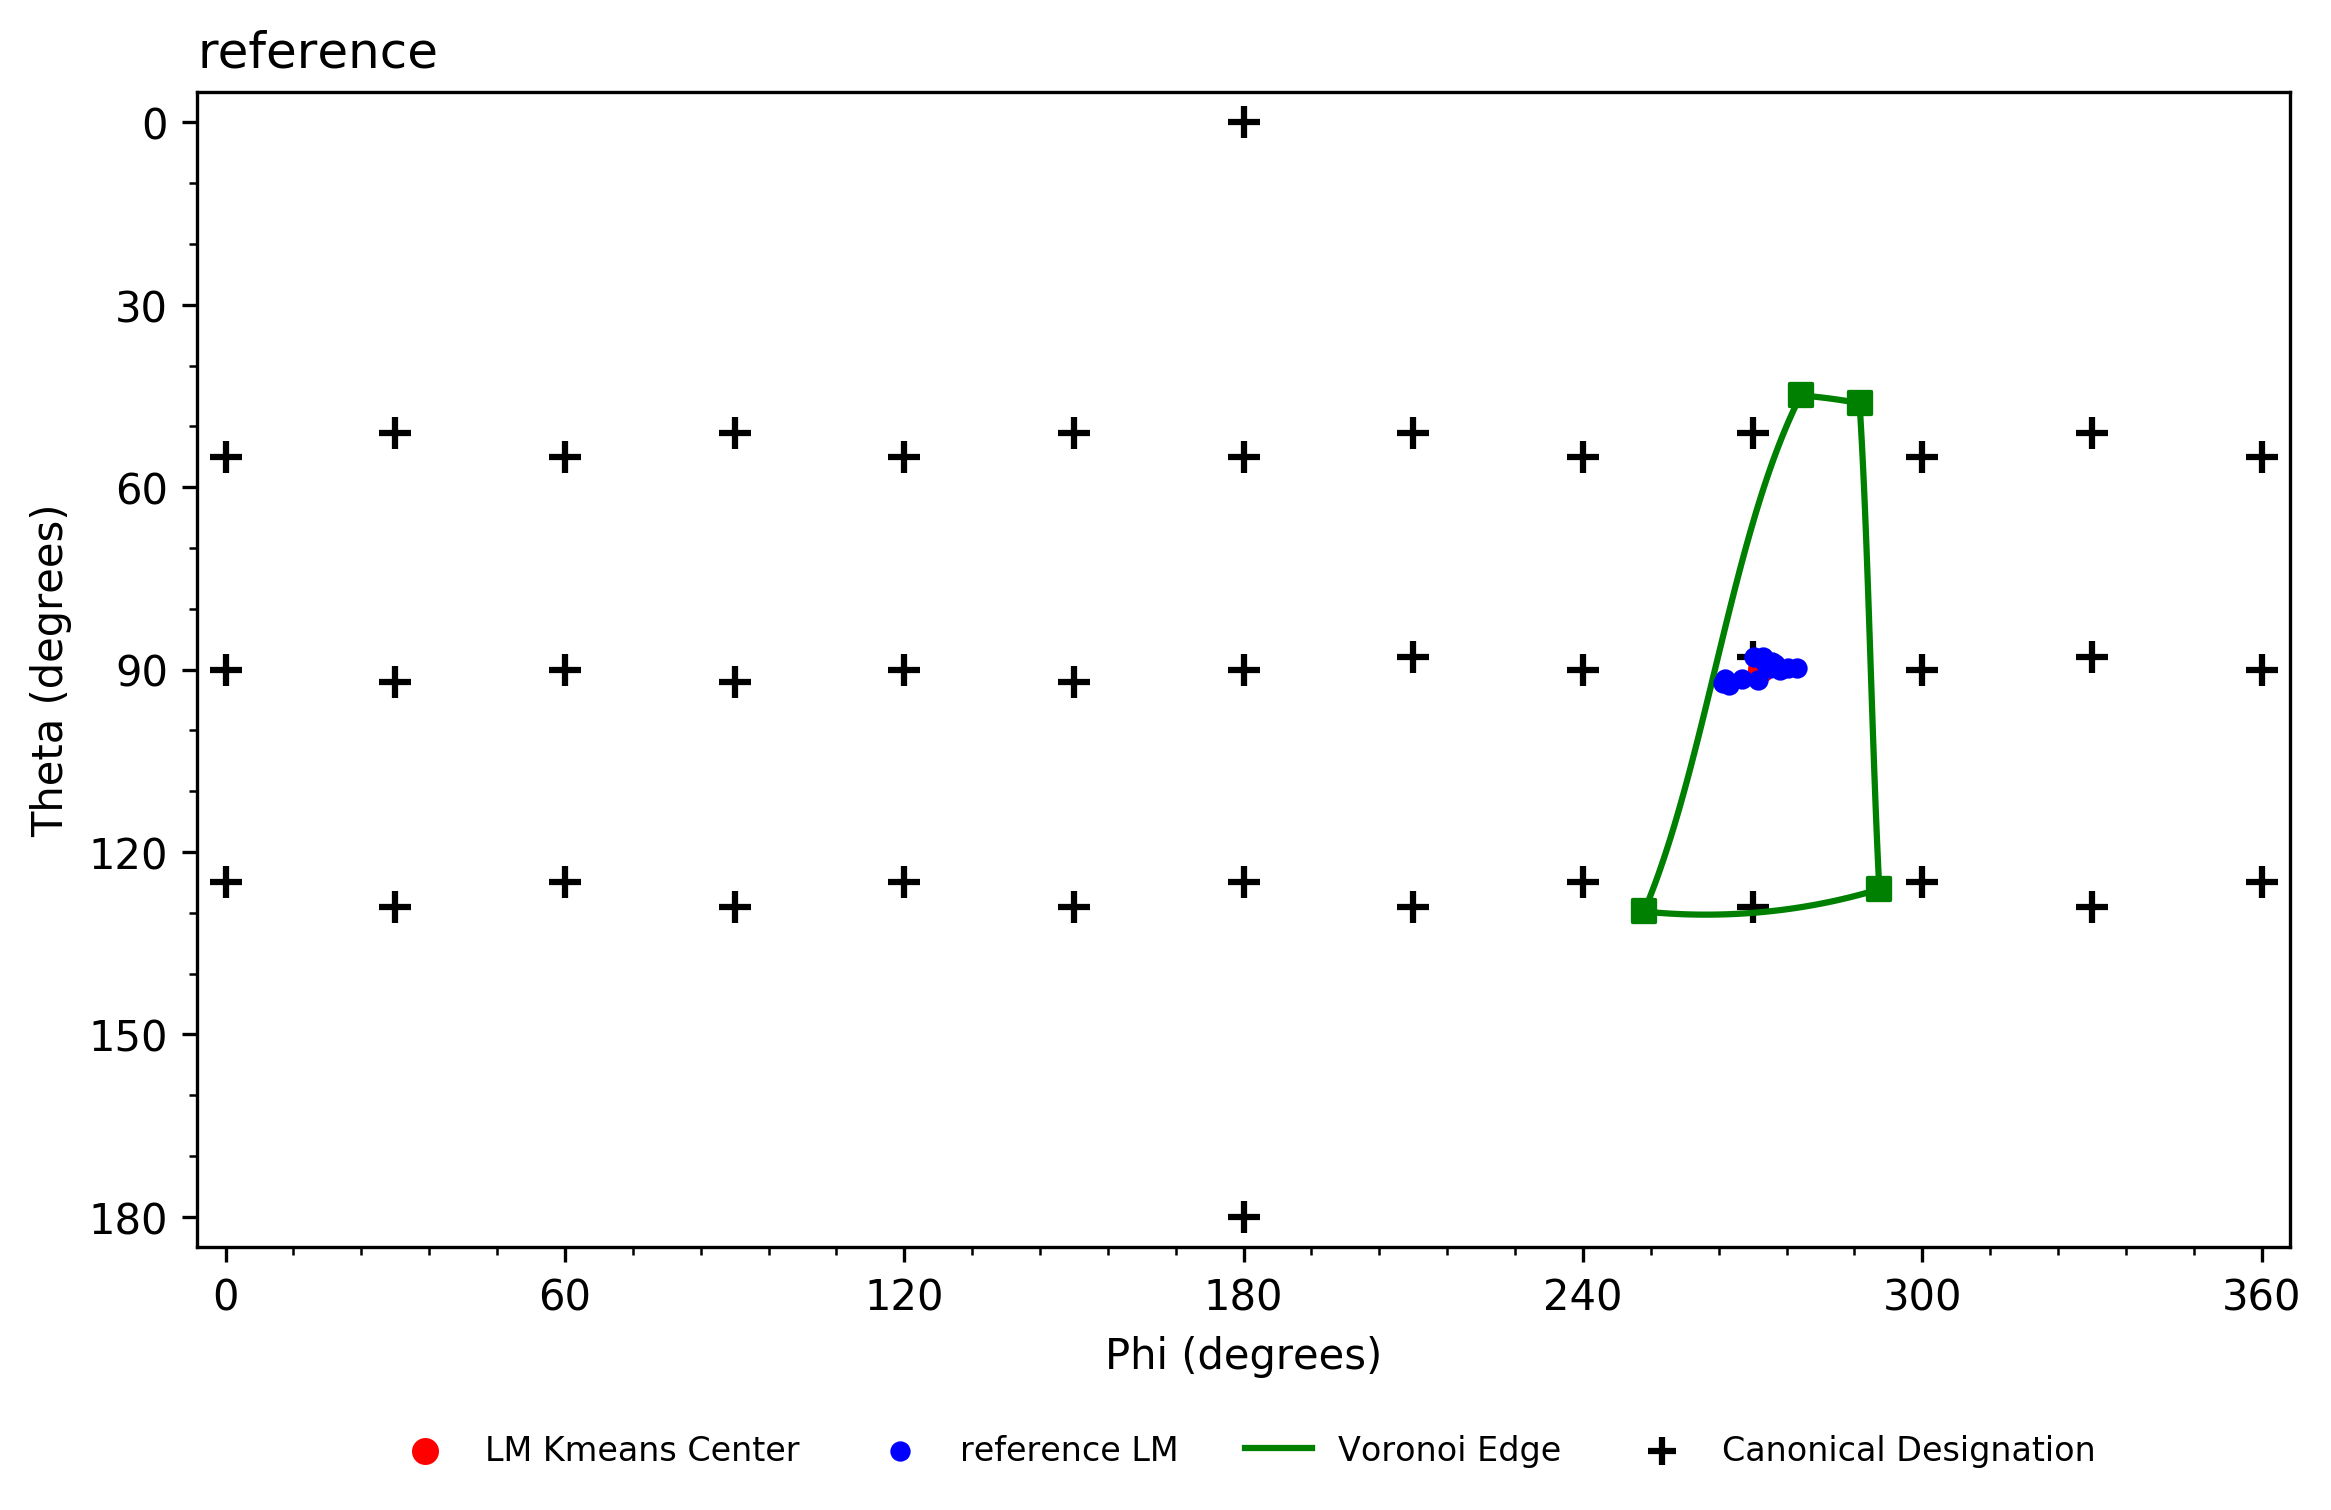 reference
0
30
60
90
120
150
180
Theta (degrees)
0 60 120 180 240 300 360
Phi (degrees)
LM Kmeans Center reference LM Voronoi Edge Canonical Designation